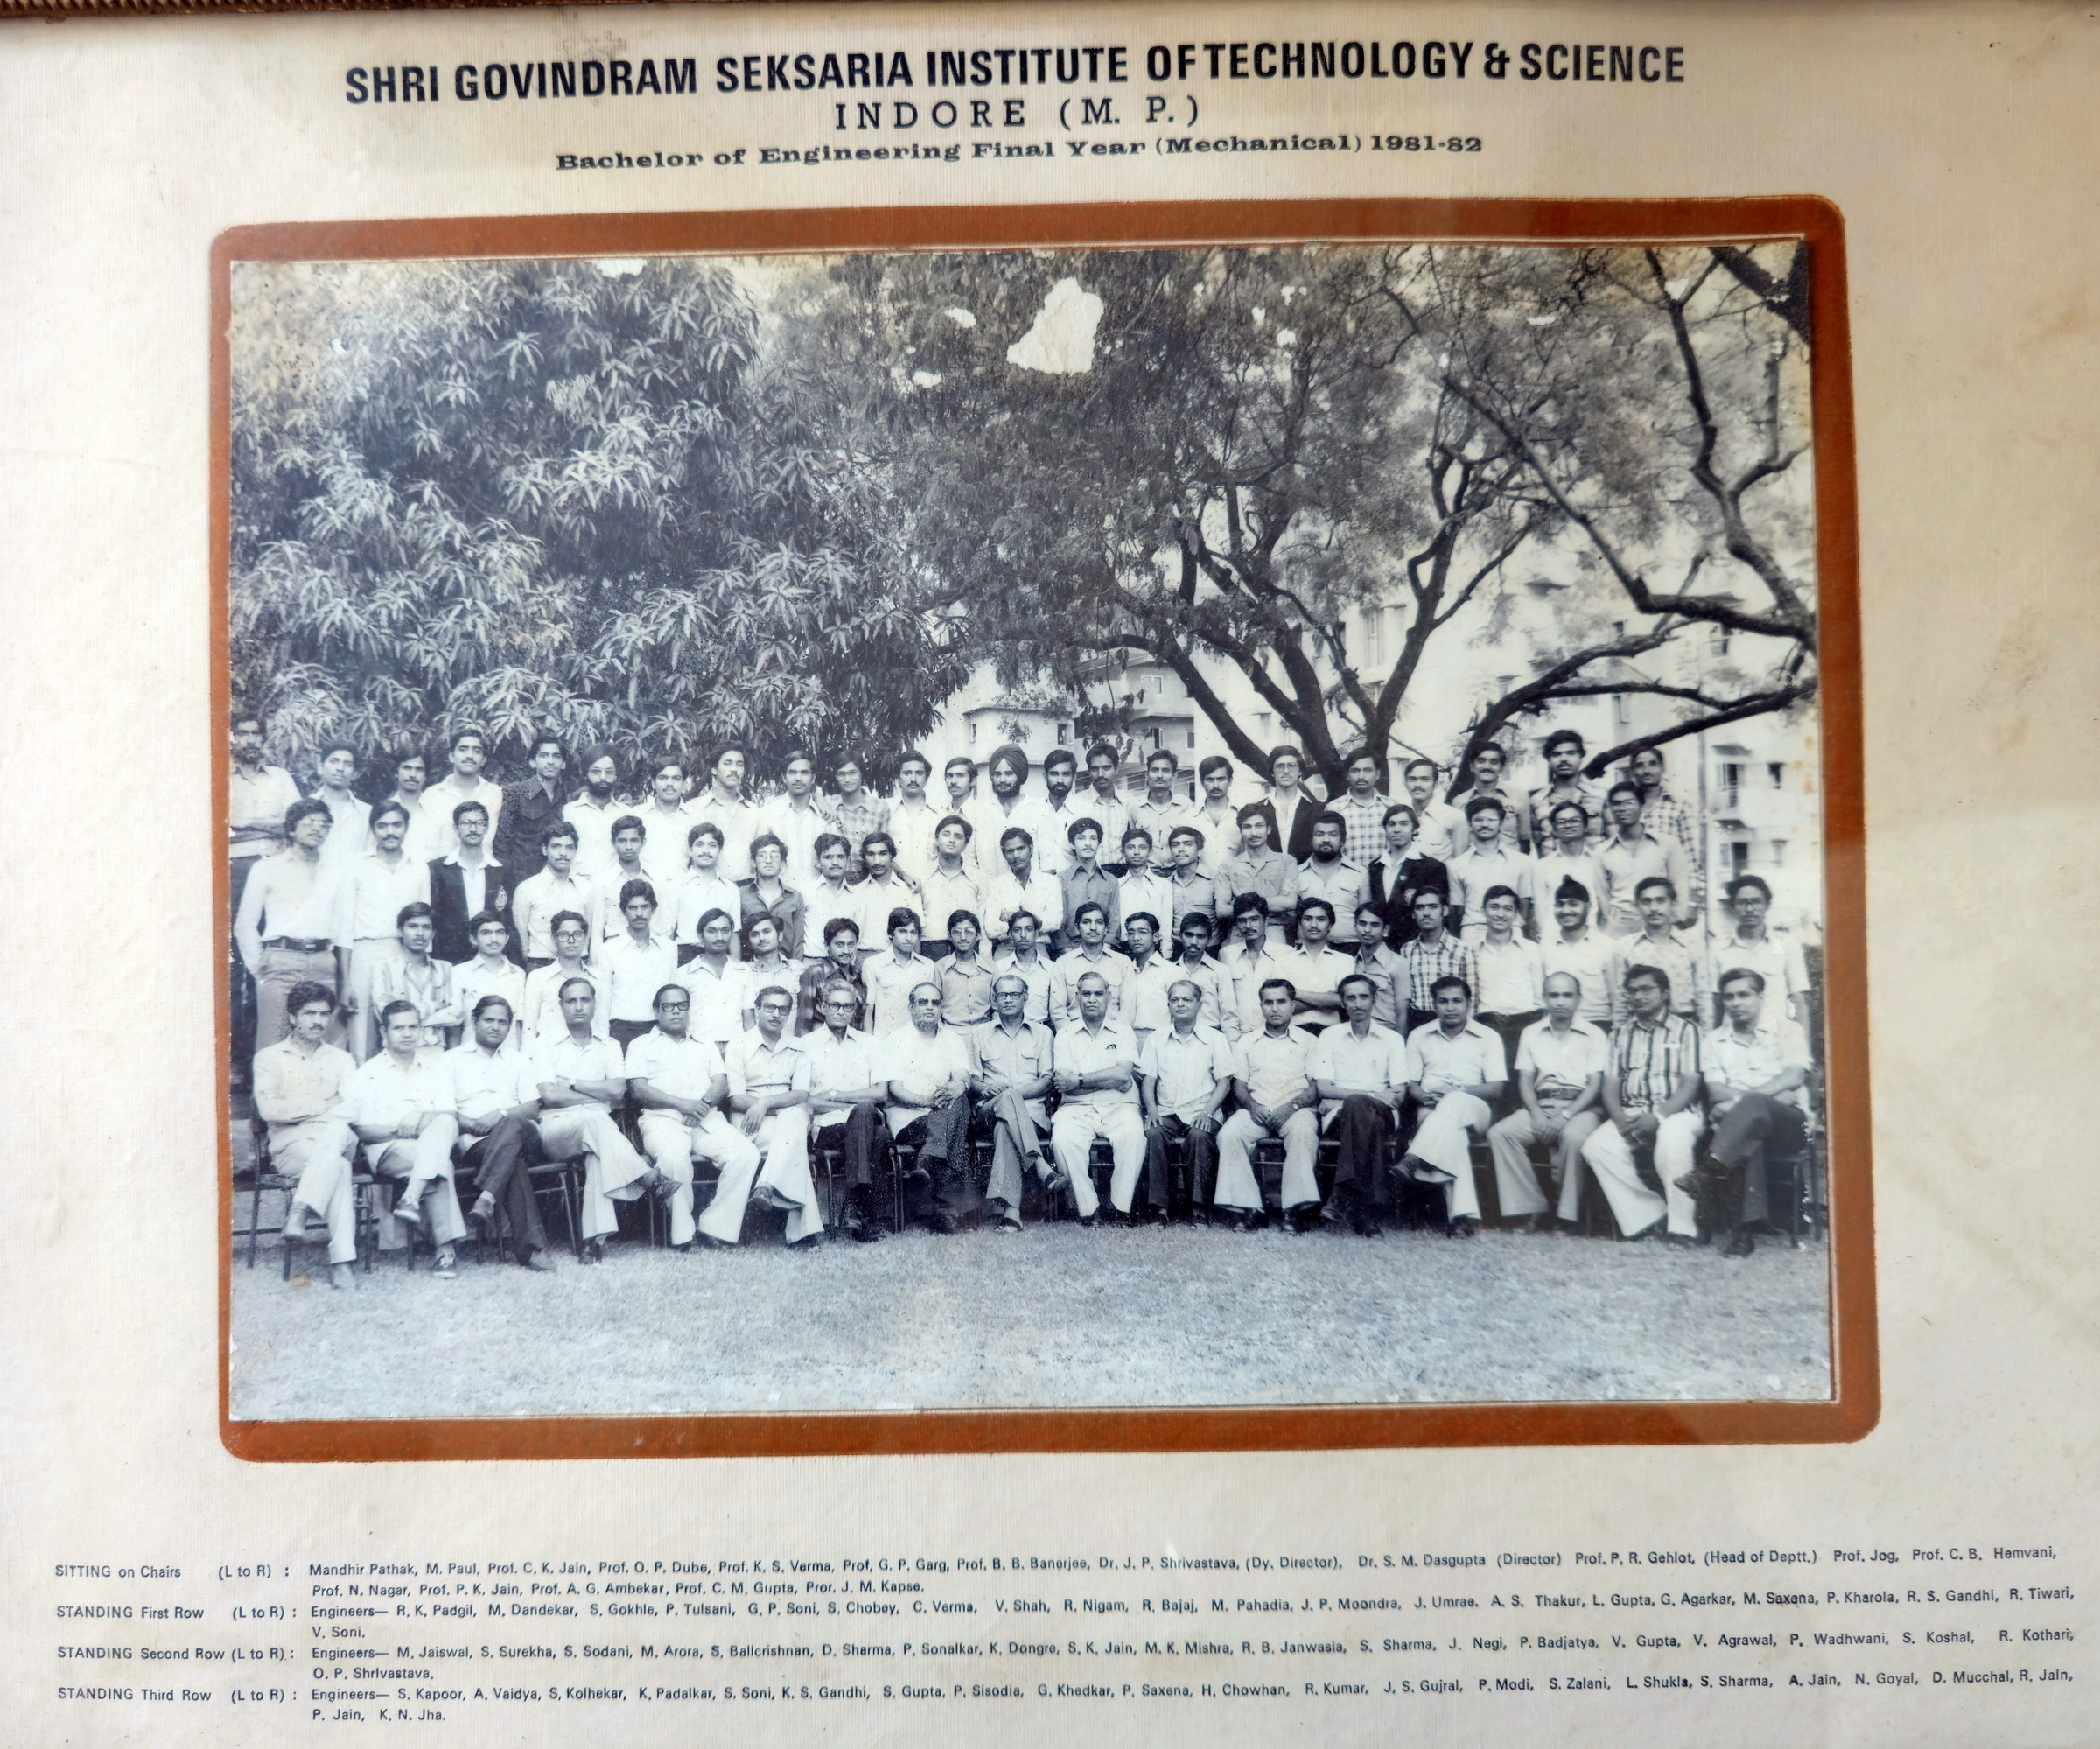 SHRI GOVINDRAM SEKSARIA INSTITUTE OF TECHNOLOGY & SCIENCE
INDORE (M. P.)
Bachelor of Engineering Final Year (Mechanical) 1981-82
SITTING on Chairs (L to R) : Mandhir Pathak, M. Paul, Prof. C. K. Jain, Prof. O. P. Dube, Prof. K. S. Verma, Prof. G. P. Garg, Prof. B. B. Banerjee, Dr. J. P. Shrivastava, (Dy. Director), Dr. S. M. Dasgupta (Director) Prof. P. R. Gehlot, (Head of Deptt.) Prof. Jog, Prof. C. B. Hemvani,
Prof. N. Nagar, Prof. P. K. Jain, Prof. A. G. Ambekar, Prof. C. M. Gupta, Pror. J. M. Kapse.
STANDING First Row (L to R) : Engineers— R. K. Padgil, M. Dandekar, S. Gokhle, P. Tulsani, G. P. Soni, S. Chobey, C. Verma, V. Shah, R. Nigam, R. Bajaj, M. Pahadia, J. P. Moondra, J. Umrae. A. S. Thakur, L. Gupta, G. Agarkar, M. Saxena, P. Kharola, R. S. Gandhi, R. Tiwari,
V. Soni.
STANDING Second Row (L to R) : Engineers— M. Jaiswal, S. Surekha, S. Sodani, M. Arora, S. Ballcrishnan, D. Sharma, P. Sonalkar, K. Dongre, S. K. Jain, M. K. Mishra, R. B. Janwasia, S. Sharma, J. Negi, P. Badjatya, V. Gupta, V. Agrawal, P. Wadhwani, S. Koshal, R. Kothari,
O. P. Shrivastava.
STANDING Third Row (L to R) : Engineers— S. Kapoor, A. Vaidya, S. Kolhekar, K. Padalkar, S. Soni, K. S. Gandhi, S. Gupta, P. Sisodia, G. Khedkar, P. Saxena, H. Chowhan, R. Kumar, J. S. Gujral, P. Modi, S. Zalani, L. Shukla, S. Sharma, A. Jain, N. Goyal, D. Mucchal, R. Jain,
P. Jain, K. N. Jha.